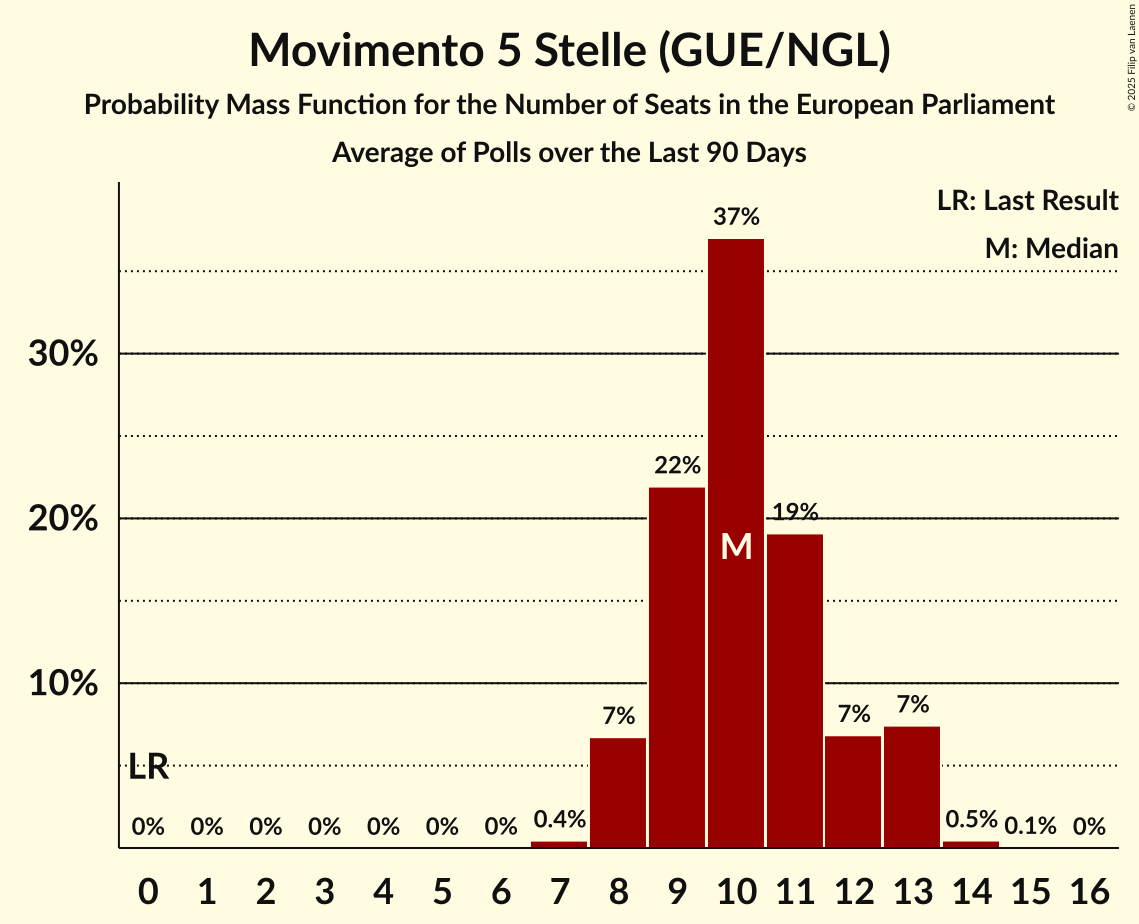 Movimento 5 Stelle (GUE/NGL)
Probability Mass Function for the Number of Seats in the European Parliament
Average of Polls over the Last 90 Days
© 2025 Filip van Laenen
LR: Last Result
M: Median
37%
30%
22%
20%
19%
M
10%
7%
7%
7%
LR
0% 0% 0% 0% 0% 0% 0% 0.4% 0.5% 0.1% 0%
0 1 2 3 4 5 6 7 8 9 10 11 12 13 14 15 16